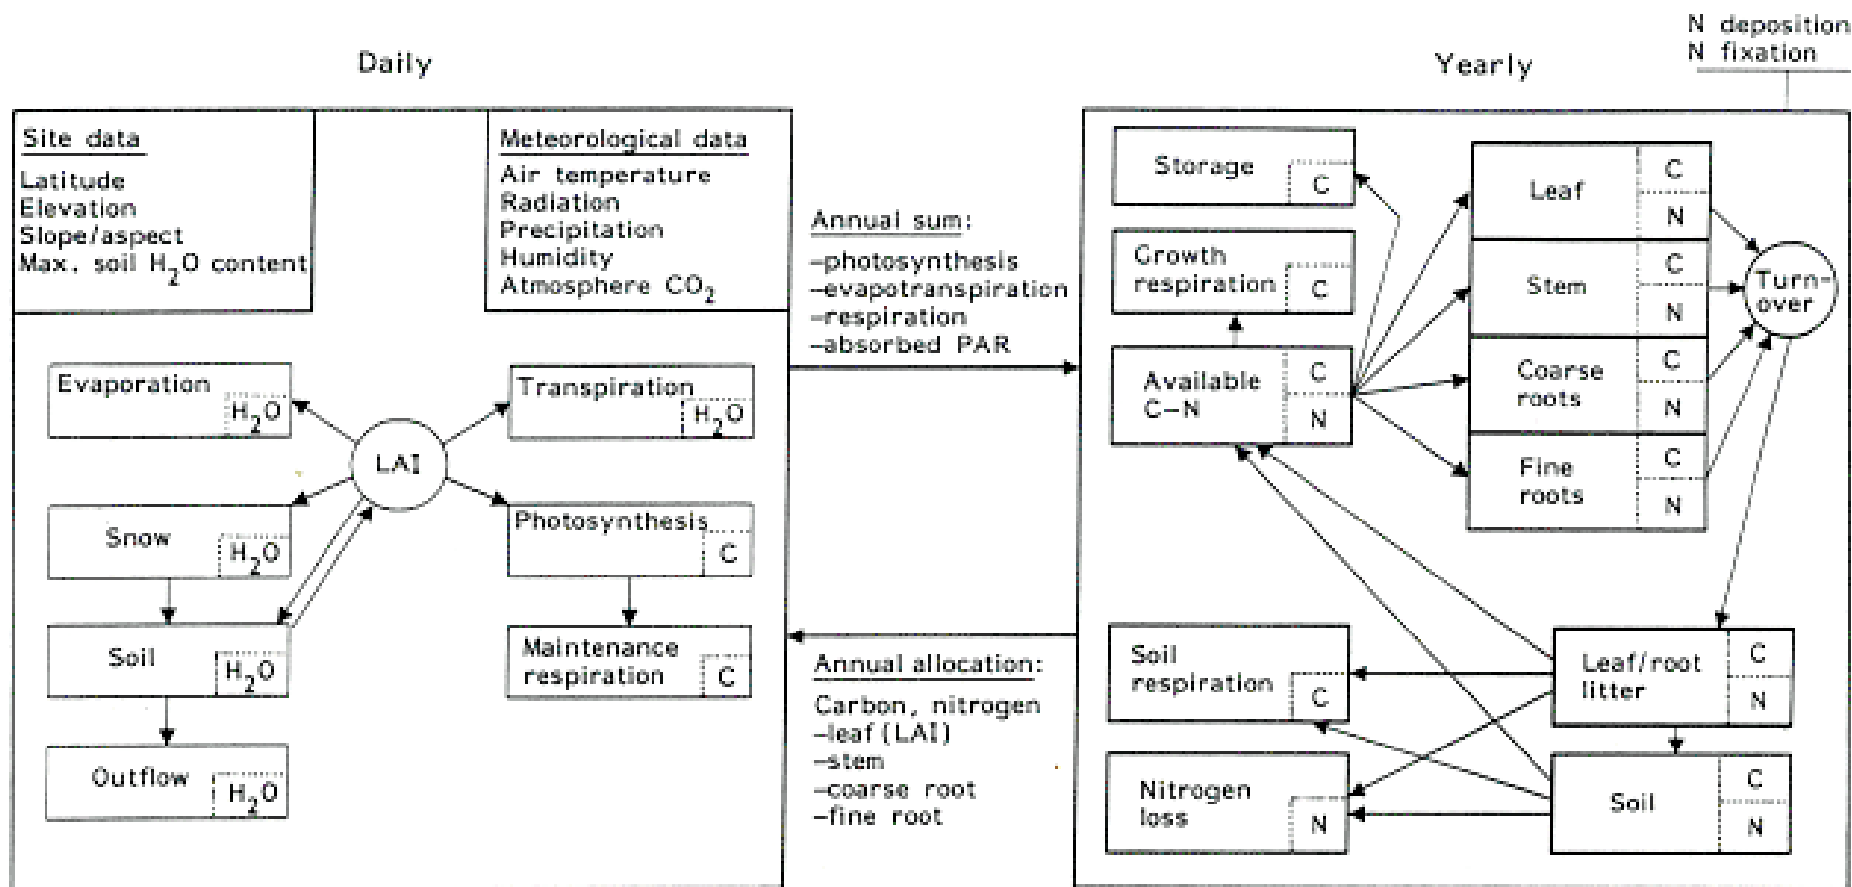 Daily
Site data
Latitude
Elevation
Slope/aspect
Max. soil H₂O content
Meteorological data
Air temperature
Radiation
Precipitation
Humidity
Atmosphere CO₂
Evaporation
H₂O
Transpiration
H₂O
LAI
Snow
H₂O
Photosynthesis
C
Soil
H₂O
Maintenance
respiration
C
Outflow
H₂O
Annual sum:
–photosynthesis
–evapotranspiration
–respiration
–absorbed PAR
Annual allocation:
Carbon, nitrogen
–leaf (LAI)
–stem
–coarse root
–fine root
Yearly
N deposition
N fixation
Storage
C
Growth
respiration
C
Available
C–N
C
N
Leaf
C
N
Stem
C
N
Coarse
roots
C
N
Fine
roots
C
N
Turn-
over
Soil
respiration
C
Leaf/root
litter
C
N
Nitrogen
loss
N
Soil
C
N